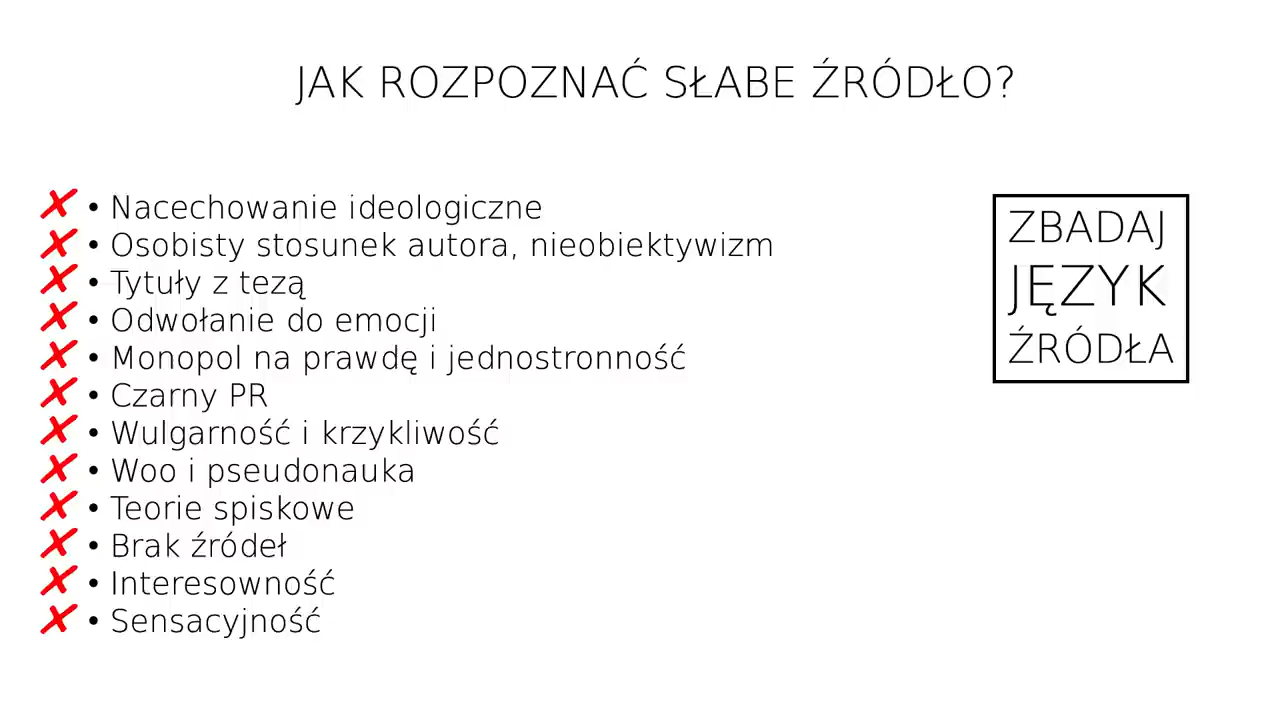 JAK ROZPOZNAĆ SŁABE ŹRÓDŁO?
• Nacechowanie ideologiczne
• Osobisty stosunek autora, nieobiektywizm
• Tytuły z tezą
• Odwołanie do emocji
• Monopol na prawdę i jednostronność
• Czarny PR
• Wulgarność i krzykliwość
• Woo i pseudonauka
• Teorie spiskowe
• Brak źródeł
• Interesowność
• Sensacyjność
ZBADAJ
JĘZYK
ŹRÓDŁA